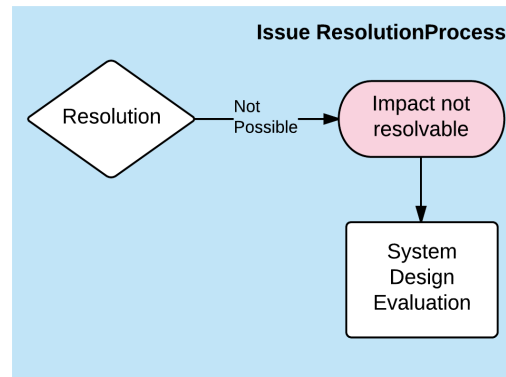 Issue ResolutionProcess
Resolution
Not
Possible
Impact not
resolvable
System
Design
Evaluation